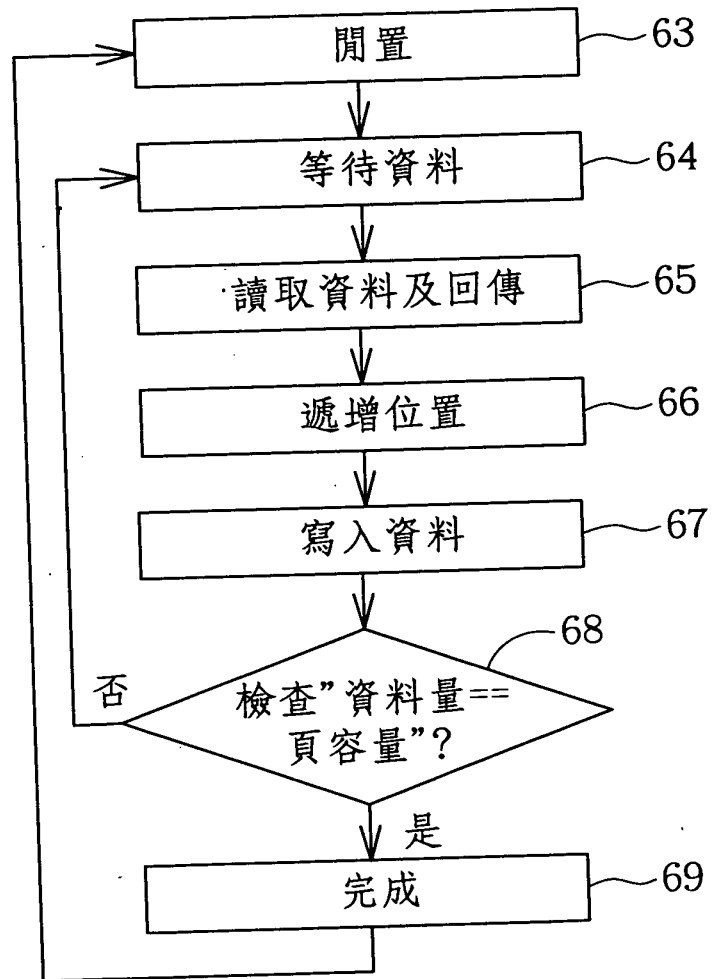 閒置
63
等待資料
64
讀取資料及回傳
65
遞增位置
66
寫入資料
67
68
檢查”資料量==
頁容量”?
否
是
完成
69